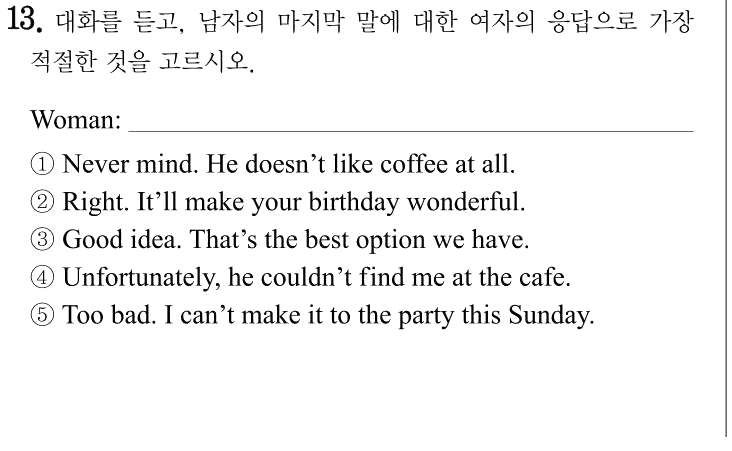 13. 대화를 듣고, 남자의 마지막 말에 대한 여자의 응답으로 가장
적절한 것을 고르시오.
Woman:
① Never mind. He doesn’t like coffee at all.
② Right. It’ll make your birthday wonderful.
③ Good idea. That’s the best option we have.
④ Unfortunately, he couldn’t find me at the cafe.
⑤ Too bad. I can’t make it to the party this Sunday.